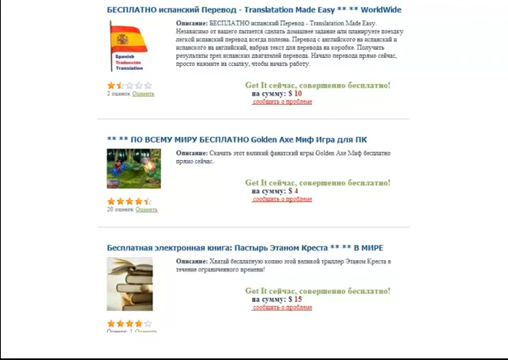 БЕСПЛАТНО испанский Перевод - Translatation Made Easy ** ** WorldWide
Описание: БЕСПЛАТНО испанский Перевод - Translatation Made Easy.
Независимо от вашего пытается сделать домашнее задание или планируете поездку
легкой испанский перевод всегда полезна. Перевод с английского на испанский и
испанского на английский, набрав текст для перевода на коробке. Получить
результаты трех испанских двигателей перевода. Начало перевода прямо сейчас,
просто нажмите на ссылку, чтобы начать работу.
Spanish
Traducción
Translation
Get It сейчас, совершенно бесплатно!
на сумму: $ 10
сообщить о проблеме
2 оценок Оценить
** ** ПО ВСЕМУ МИРУ БЕСПЛАТНО Golden Axe Миф Игра для ПК
Описание: Скачать этот великий фанатский игры Golden Axe Миф бесплатно
прямо сейчас.
Get It сейчас, совершенно бесплатно!
на сумму: $ 4
сообщить о проблеме
20 оценок Оценить
Бесплатная электронная книга: Пастырь Этаном Креста ** ** В МИРЕ
Описание: Хватай бесплатную копию этой великой триллер Этаном Креста в
течение ограниченного времени!
Get It сейчас, совершенно бесплатно!
на сумму: $ 15
сообщить о проблеме